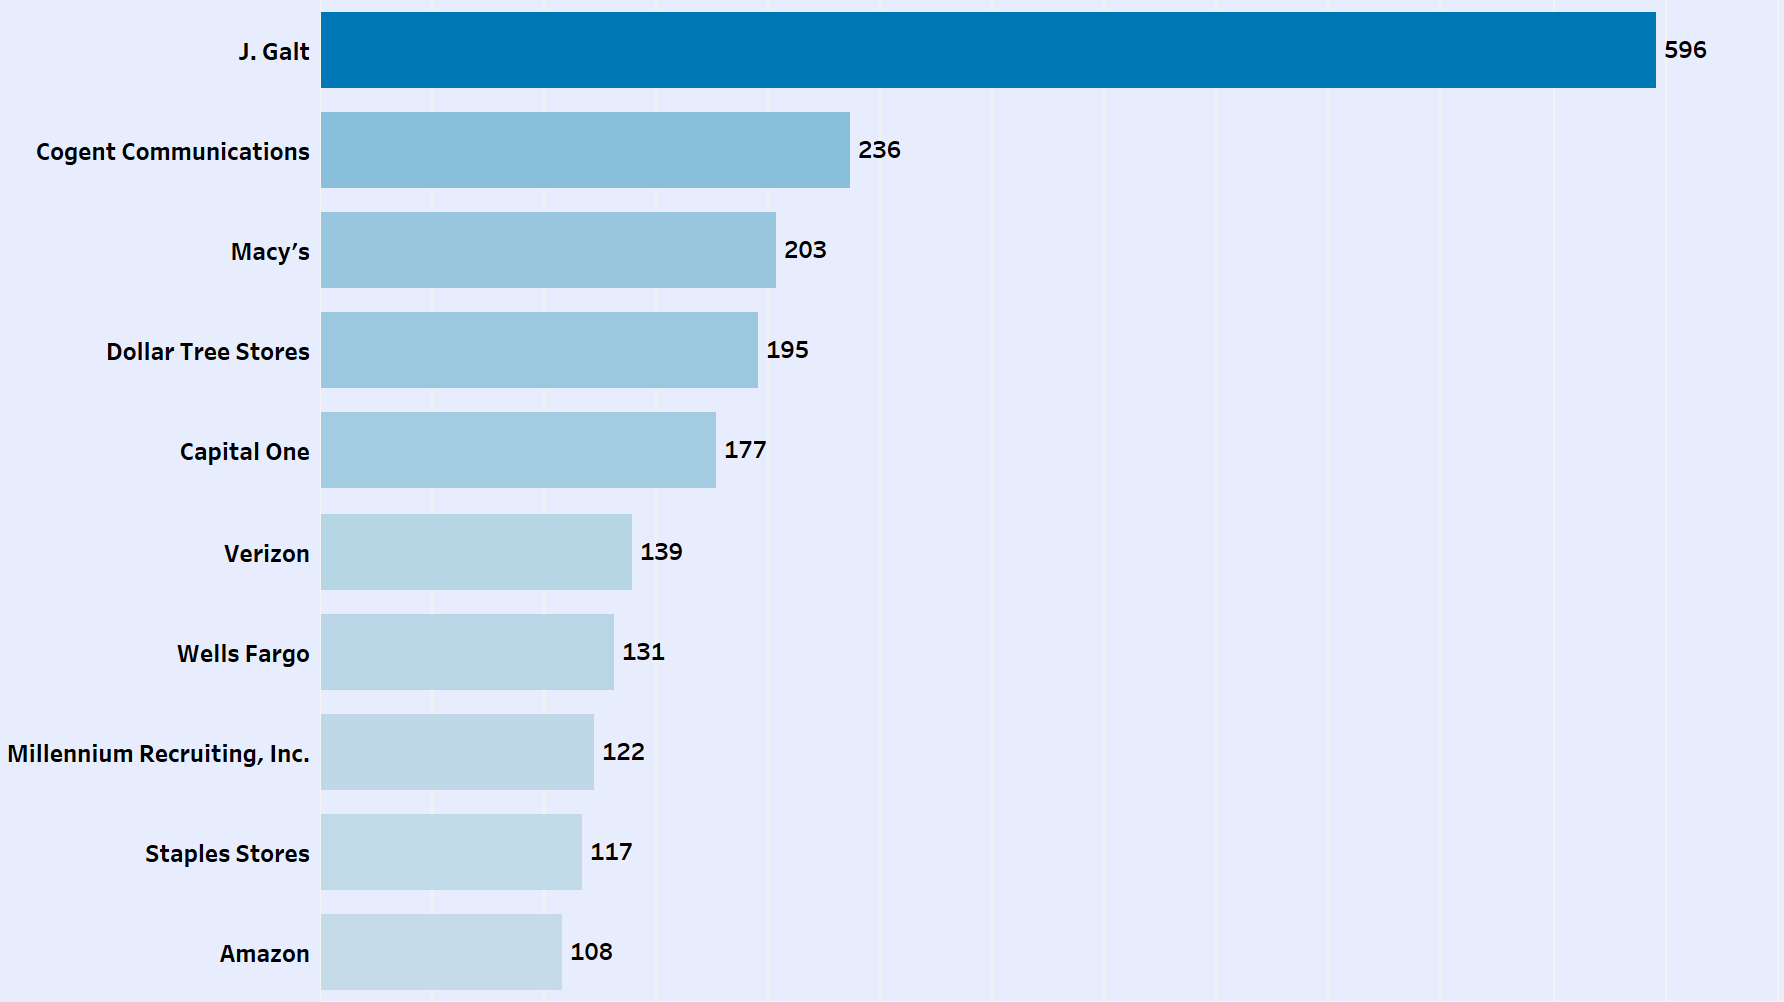 J. Galt 596
Cogent Communications 236
Macy’s 203
Dollar Tree Stores 195
Capital One 177
Verizon 139
Wells Fargo 131
Millennium Recruiting, Inc. 122
Staples Stores 117
Amazon 108